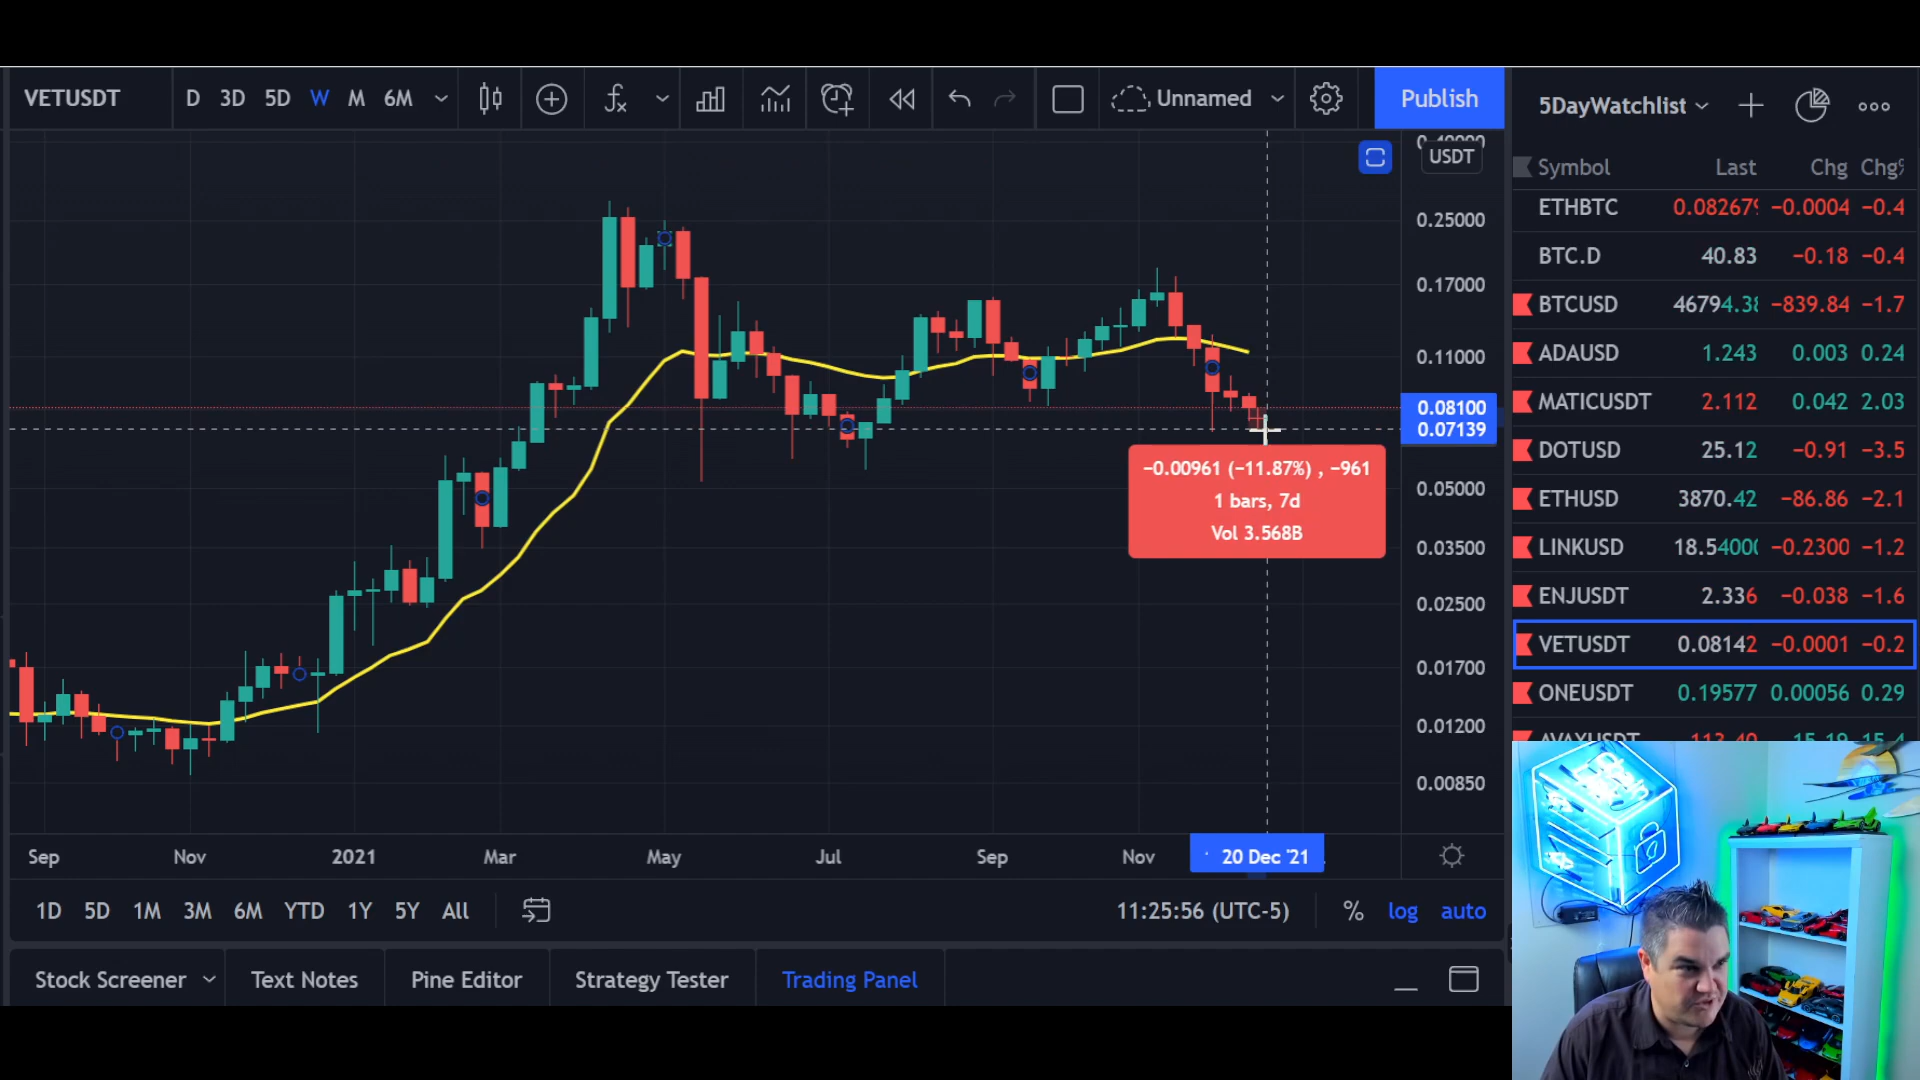 VETUSDT D 3D 5D W M 6M Unnamed Publish
5DayWatchlist
USDT
0.25000
0.17000
0.11000
0.08100
0.07139
0.05000
0.03500
0.02500
0.01700
0.01200
0.00850
−0.00961 (−11.87%) , −961
1 bars, 7d
Vol 3.568B
Sep Nov 2021 Mar May Jul Sep Nov 20 Dec '21
1D 5D 1M 3M 6M YTD 1Y 5Y All 11:25:56 (UTC-5) % log auto
Stock Screener Text Notes Pine Editor Strategy Tester Trading Panel
Symbol Last Chg Chg%
ETHBTC 0.082679 −0.0004 −0.4
BTC.D 40.83 −0.18 −0.4
BTCUSD 46794.38 −839.84 −1.7
ADAUSD 1.243 0.003 0.24
MATICUSDT 2.112 0.042 2.03
DOTUSD 25.12 −0.91 −3.5
ETHUSD 3870.42 −86.86 −2.1
LINKUSD 18.54000 −0.2300 −1.2
ENJUSDT 2.336 −0.038 −1.6
VETUSDT 0.08142 −0.0001 −0.2
ONEUSDT 0.19577 0.00056 0.29
AVAXUSDT 113.40 15.19 15.4